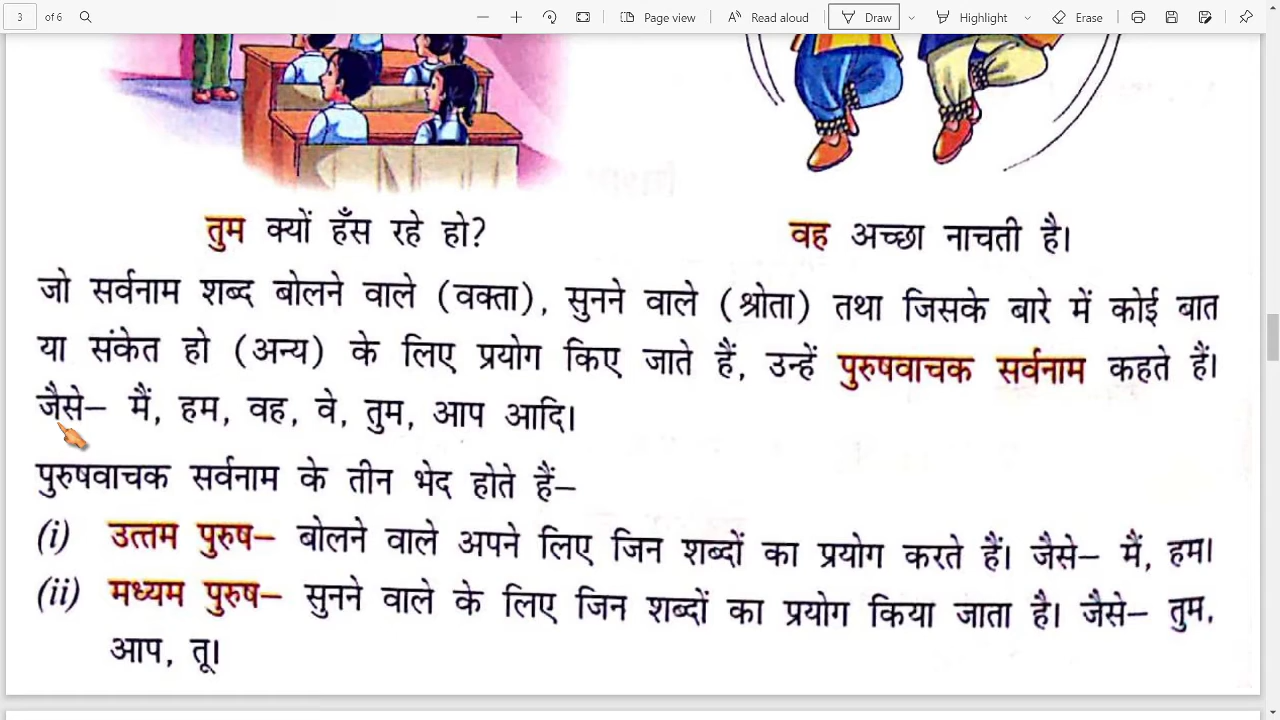 3 of 6 Page view Read aloud Draw Highlight Erase
तुम क्यों हँस रहे हो?
वह अच्छा नाचती है।
जो सर्वनाम शब्द बोलने वाले (वक्ता), सुनने वाले (श्रोता) तथा जिसके बारे में कोई बात
या संकेत हो (अन्य) के लिए प्रयोग किए जाते हैं, उन्हें पुरुषवाचक सर्वनाम कहते हैं।
जैसे– मैं, हम, वह, वे, तुम, आप आदि।
पुरुषवाचक सर्वनाम के तीन भेद होते हैं–
(i) उत्तम पुरुष– बोलने वाले अपने लिए जिन शब्दों का प्रयोग करते हैं। जैसे– मैं, हम।
(ii) मध्यम पुरुष– सुनने वाले के लिए जिन शब्दों का प्रयोग किया जाता है। जैसे– तुम,
आप, तू।